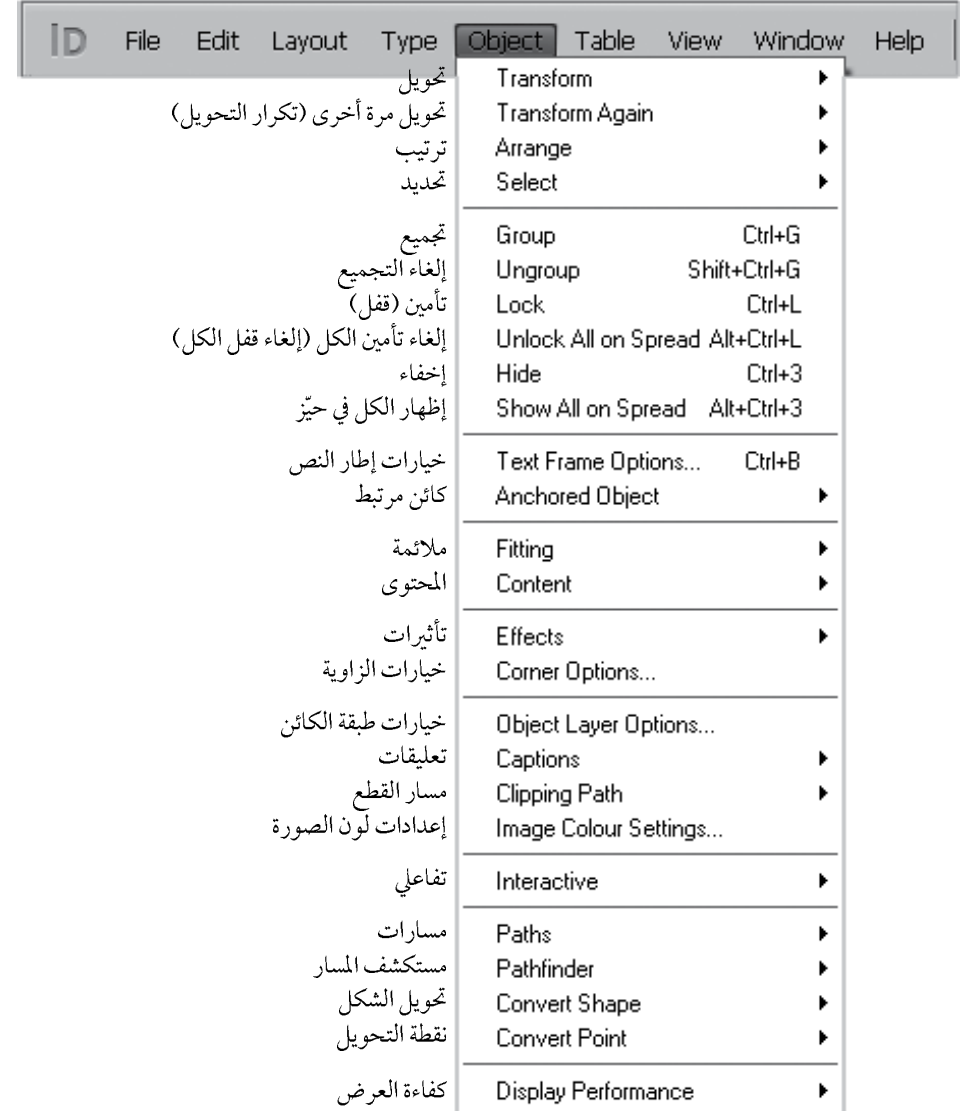 ID File Edit Layout Type Object Table View Window Help
تحويل Transform
تحويل مرة أخرى (تكرار التحويل) Transform Again
ترتيب Arrange
تحديد Select
تجميع Group Ctrl+G
إلغاء التجميع Ungroup Shift+Ctrl+G
تأمين (قفل) Lock Ctrl+L
إلغاء تأمين الكل (إلغاء قفل الكل) Unlock All on Spread Alt+Ctrl+L
إخفاء Hide Ctrl+3
إظهار الكل في حيّز Show All on Spread Alt+Ctrl+3
خيارات إطار النص Text Frame Options... Ctrl+B
كائن مرتبط Anchored Object
ملائمة Fitting
المحتوى Content
تأثيرات Effects
خيارات الزاوية Corner Options...
خيارات طبقة الكائن Object Layer Options...
تعليقات Captions
مسار القطع Clipping Path
إعدادات لون الصورة Image Colour Settings...
تفاعلي Interactive
مسارات Paths
مستكشف المسار Pathfinder
تحويل الشكل Convert Shape
نقطة التحويل Convert Point
كفاءة العرض Display Performance